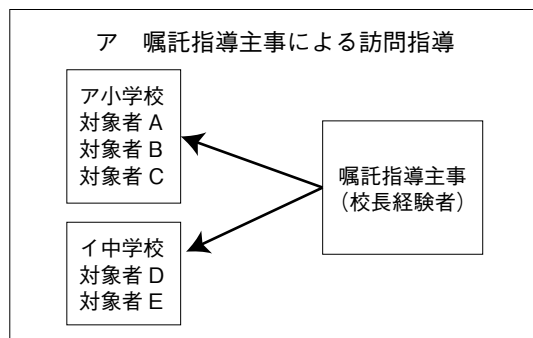 ア　嘱託指導主事による訪問指導
ア小学校
対象者 A
対象者 B
対象者 C
嘱託指導主事
（校長経験者）
イ中学校
対象者 D
対象者 E